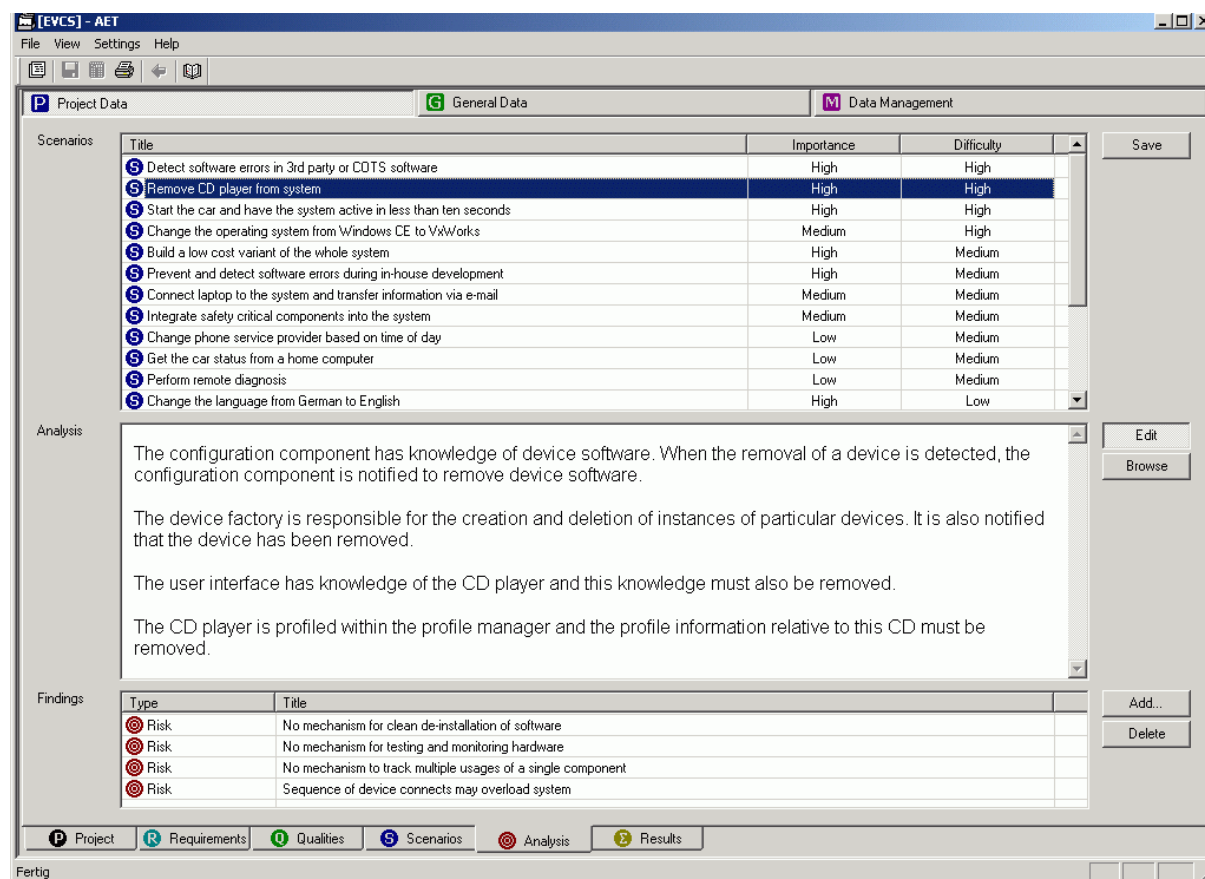 [EVCS] - AET
File View Settings Help
P Project Data G General Data M Data Management
Scenarios Title Importance Difficulty Save
S Detect software errors in 3rd party or COTS software High High
S Remove CD player from system High High
S Start the car and have the system active in less than ten seconds High High
S Change the operating system from Windows CE to VxWorks Medium High
S Build a low cost variant of the whole system High Medium
S Prevent and detect software errors during in-house development High Medium
S Connect laptop to the system and transfer information via e-mail Medium Medium
S Integrate safety critical components into the system Medium Medium
S Change phone service provider based on time of day Low Medium
S Get the car status from a home computer Low Medium
S Perform remote diagnosis Low Medium
S Change the language from German to English High Low
Analysis Edit
Browse
The configuration component has knowledge of device software. When the removal of a device is detected, the
configuration component is notified to remove device software.
The device factory is responsible for the creation and deletion of instances of particular devices. It is also notified
that the device has been removed.
The user interface has knowledge of the CD player and this knowledge must also be removed.
The CD player is profiled within the profile manager and the profile information relative to this CD must be
removed.
Findings Type Title Add...
Risk No mechanism for clean de-installation of software
Delete
Risk No mechanism for testing and monitoring hardware
Risk No mechanism to track multiple usages of a single component
Risk Sequence of device connects may overload system
P Project R Requirements Q Qualities S Scenarios Analysis Σ Results
Fertig